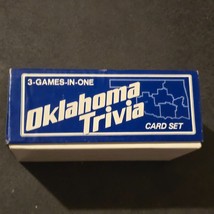 3-GAMES-IN-ONE
Oklahoma
Trivia
CARD SET